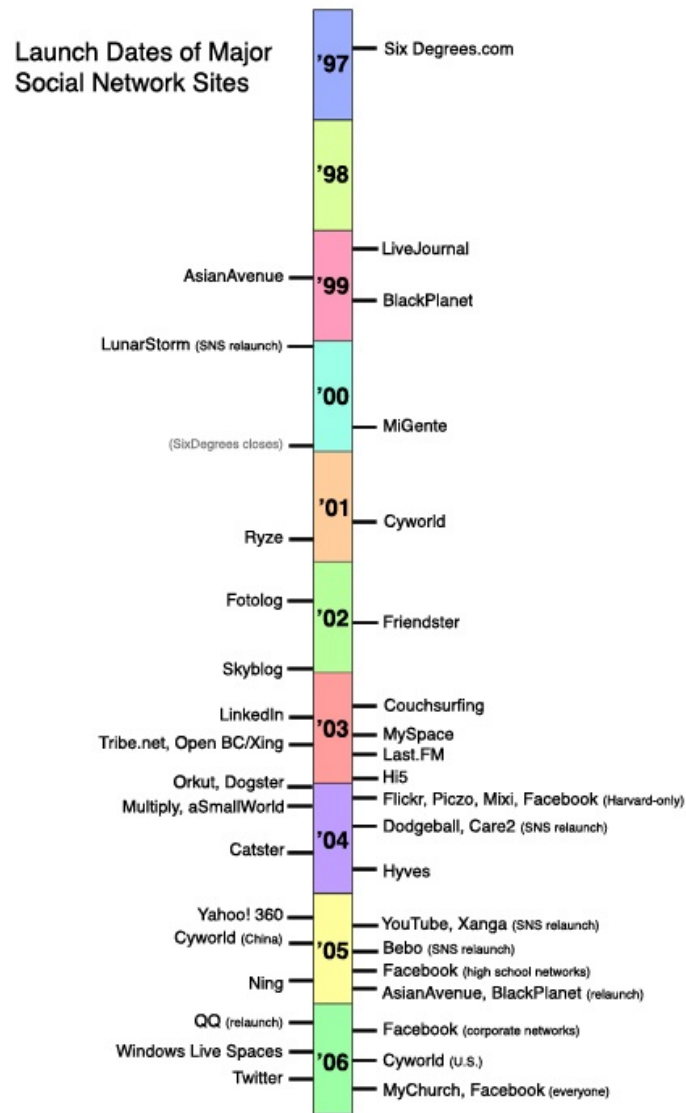 Launch Dates of Major
Social Network Sites
'97
Six Degrees.com
'98
LiveJournal
AsianAvenue
'99
BlackPlanet
LunarStorm (SNS relaunch)
'00
MiGente
(SixDegrees closes)
'01
Cyworld
Ryze
Fotolog
'02
Friendster
Skyblog
Couchsurfing
LinkedIn
'03
MySpace
Tribe.net, Open BC/Xing
Last.FM
Hi5
Orkut, Dogster
Flickr, Piczo, Mixi, Facebook (Harvard-only)
Multiply, aSmallWorld
Dodgeball, Care2 (SNS relaunch)
'04
Catster
Hyves
Yahoo! 360
YouTube, Xanga (SNS relaunch)
Cyworld (China)
'05
Bebo (SNS relaunch)
Facebook (high school networks)
Ning
AsianAvenue, BlackPlanet (relaunch)
QQ (relaunch)
Facebook (corporate networks)
Windows Live Spaces
'06
Cyworld (U.S.)
Twitter
MyChurch, Facebook (everyone)